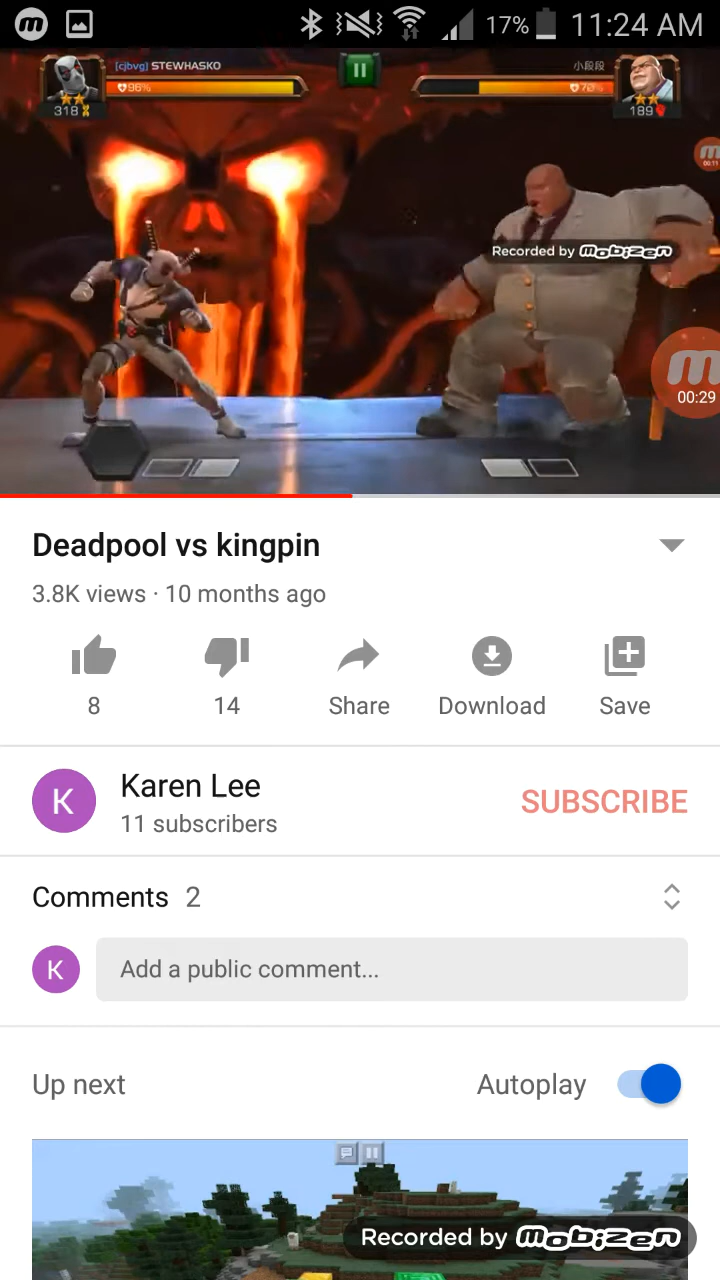 17% 11:24 AM
[cjbvg] STEWHASKO
小段段
96%
70%
318
189
00:11
Recorded by mobizen
00:29
Deadpool vs kingpin
3.8K views · 10 months ago
8
14
Share
Download
Save
K
Karen Lee
11 subscribers
SUBSCRIBE
Comments 2
K
Add a public comment...
Up next
Autoplay
Recorded by mobizen